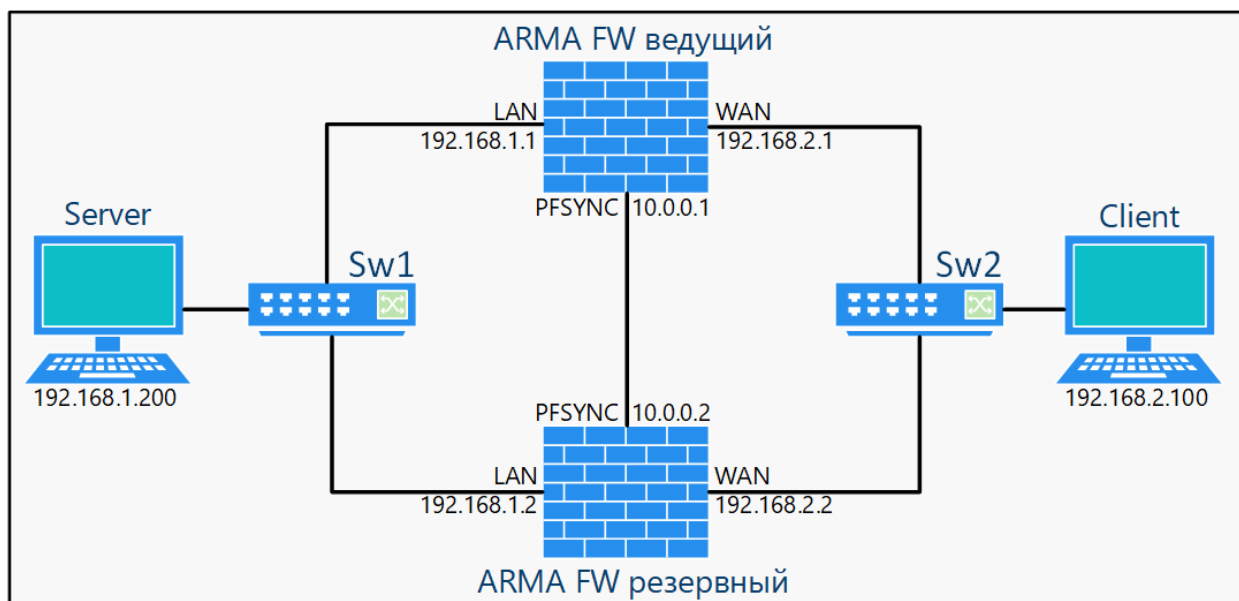 ARMA FW ведущий
LAN
WAN
192.168.1.1
192.168.2.1
PFSYNC 10.0.0.1
Server
Client
Sw1
Sw2
192.168.1.200
192.168.2.100
PFSYNC 10.0.0.2
LAN
WAN
192.168.1.2
192.168.2.2
ARMA FW резервный